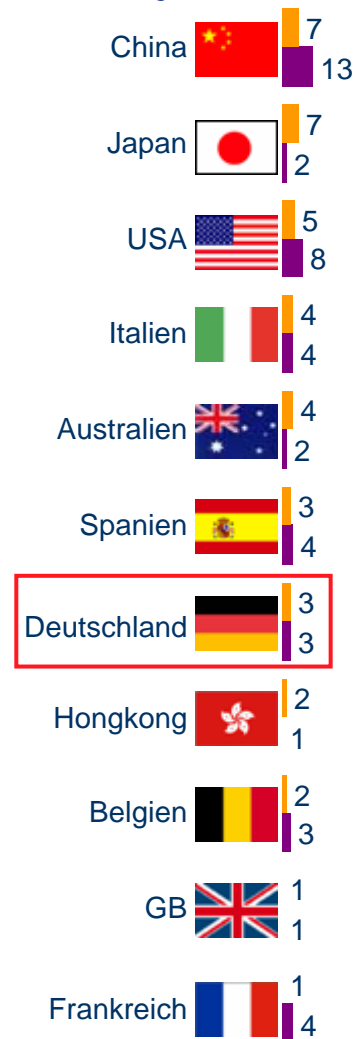 China
7
13
Japan
7
2
USA
5
8
Italien
4
4
Australien
4
2
Spanien
3
4
Deutschland
3
3
Hongkong
2
1
Belgien
2
3
GB
1
1
Frankreich
1
4